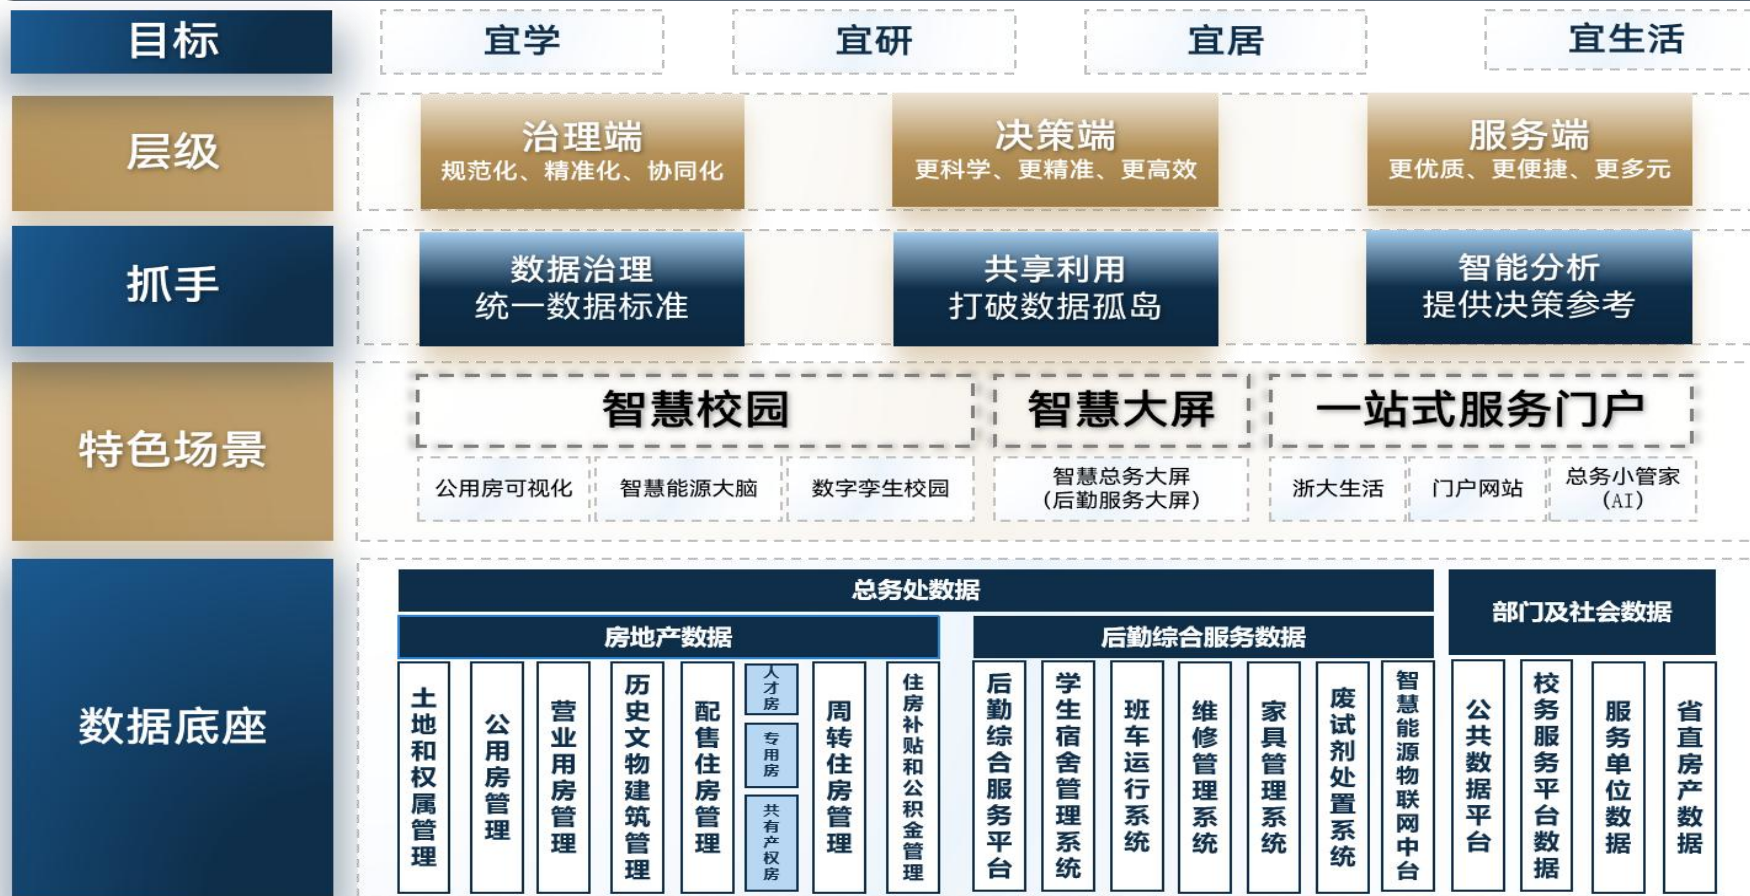 目标
宜学
宜研
宜居
宜生活
层级
治理端
规范化、精准化、协同化
决策端
更科学、更精准、更高效
服务端
更优质、更便捷、更多元
抓手
数据治理
统一数据标准
共享利用
打破数据孤岛
智能分析
提供决策参考
特色场景
智慧校园
智慧大屏
一站式服务门户
公用房可视化
智慧能源大脑
数字孪生校园
智慧总务大屏
(后勤服务大屏)
浙大生活
门户网站
总务小管家
(AI)
数据底座
总务处数据
部门及社会数据
房地产数据
后勤综合服务数据
土地和权属管理
公用房管理
营业用房管理
历史文物建筑管理
配售住房管理
人才房
专用房
共有产权房
周转住房管理
住房补贴和公积金管理
后勤综合服务平台
学生宿舍管理系统
班车运行系统
维修管理系统
家具管理系统
废试剂处置系统
智慧能源物联网中台
公共数据平台
校务服务平台数据
服务单位数据
省直房产数据